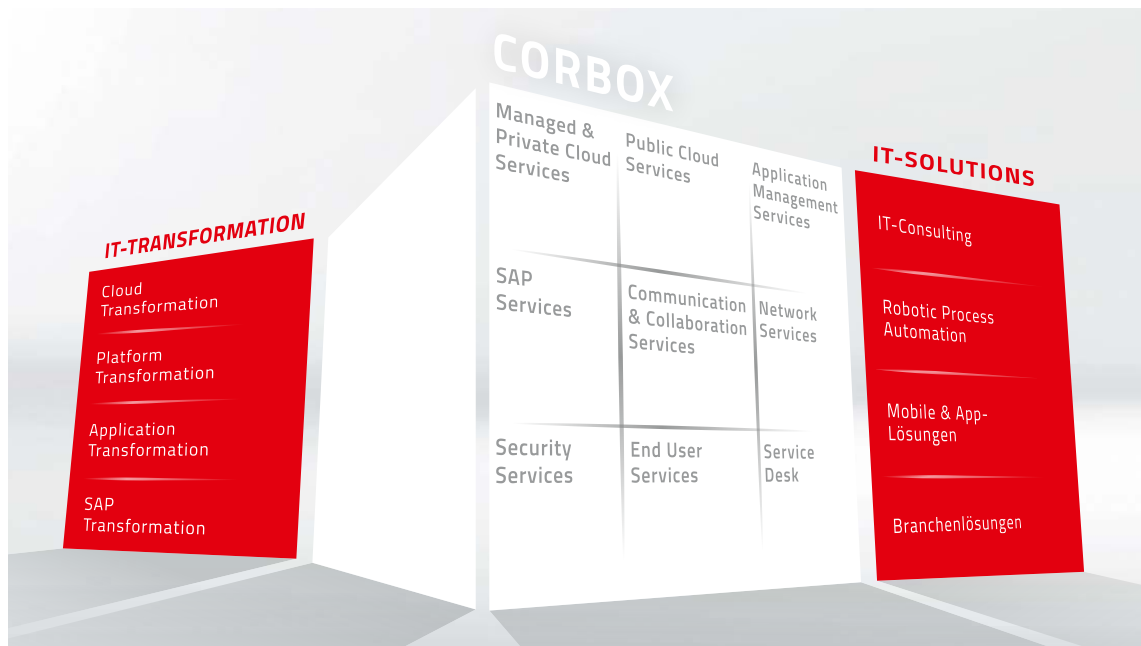 CORBOX
IT-TRANSFORMATION
Cloud
Transformation
Platform
Transformation
Application
Transformation
SAP
Transformation
Managed &
Private Cloud
Services
Public Cloud
Services
Application
Management
Services
SAP
Services
Communication
& Collaboration
Services
Network
Services
Security
Services
End User
Services
Service
Desk
IT-SOLUTIONS
IT-Consulting
Robotic Process
Automation
Mobile & App-
Lösungen
Branchenlösungen